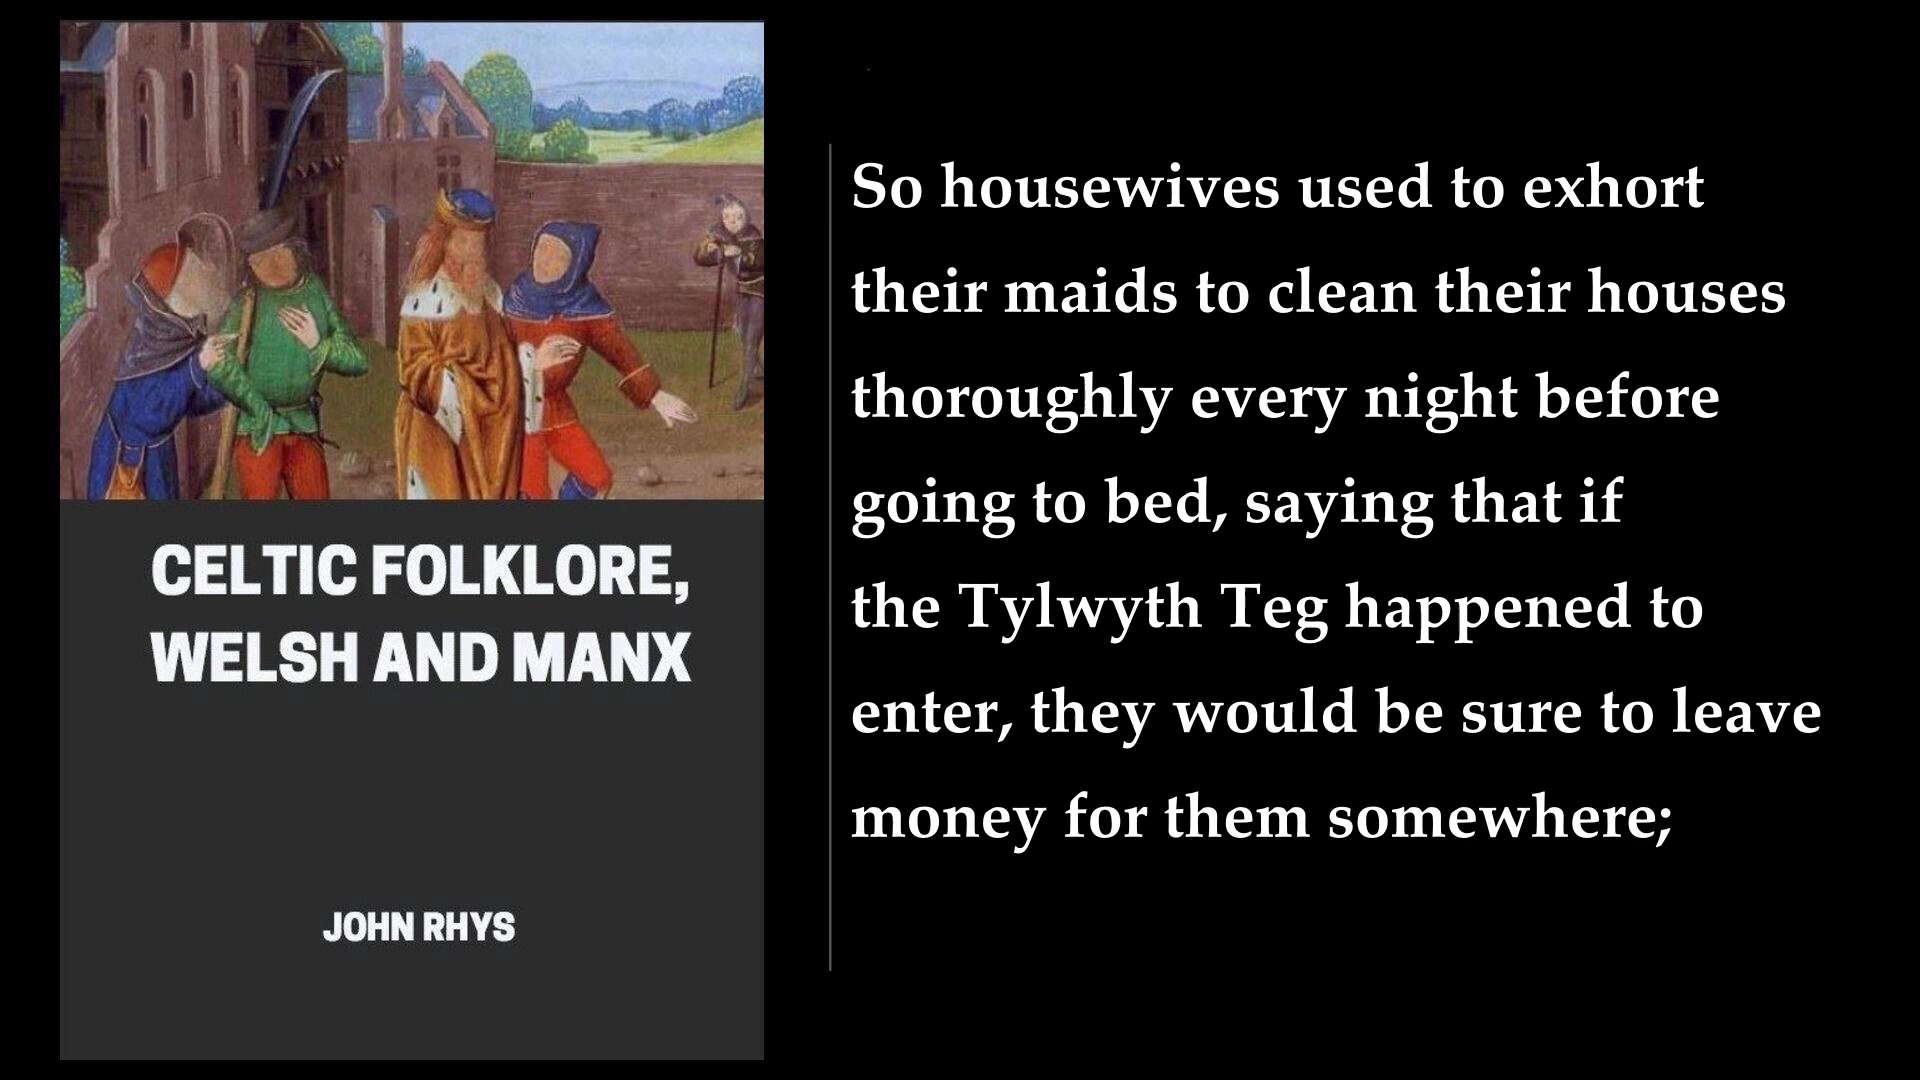 CELTIC FOLKLORE,
WELSH AND MANX
JOHN RHYS
So housewives used to exhort
their maids to clean their houses
thoroughly every night before
going to bed, saying that if
the Tylwyth Teg happened to
enter, they would be sure to leave
money for them somewhere;